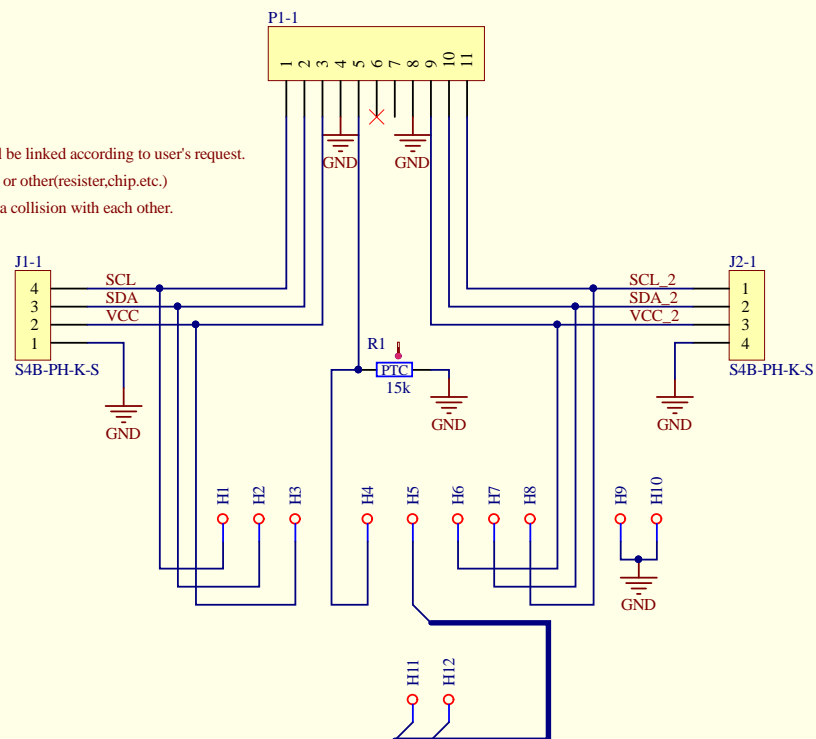 P1-1
1 2 3 4 5 6 7 8 9 10 11
GND GND
l be linked according to user's request.
or other(resister,chip.etc.)
a collision with each other.
J1-1
4 SCL
3 SDA
2 VCC
1
S4B-PH-K-S
GND
R1
PTC
15k
GND
J2-1
SCL_2 1
SDA_2 2
VCC_2 3
4
S4B-PH-K-S
GND
H1 H2 H3 H4 H5 H6 H7 H8 H9 H10
GND
H11 H12